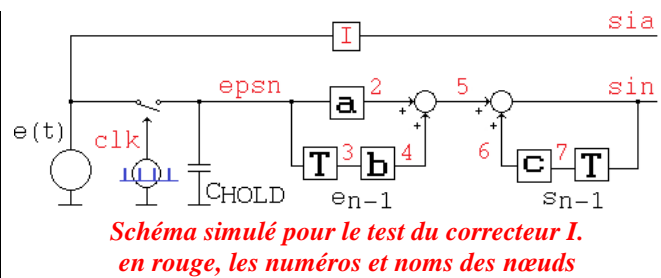 sia
I
epsn
a
2
5
sin
e(t)
clk
T
3
b
4
6
c
7
T
CHOLD
en-1
sn-1
Schéma simulé pour le test du correcteur I.
en rouge, les numéros et noms des nœuds